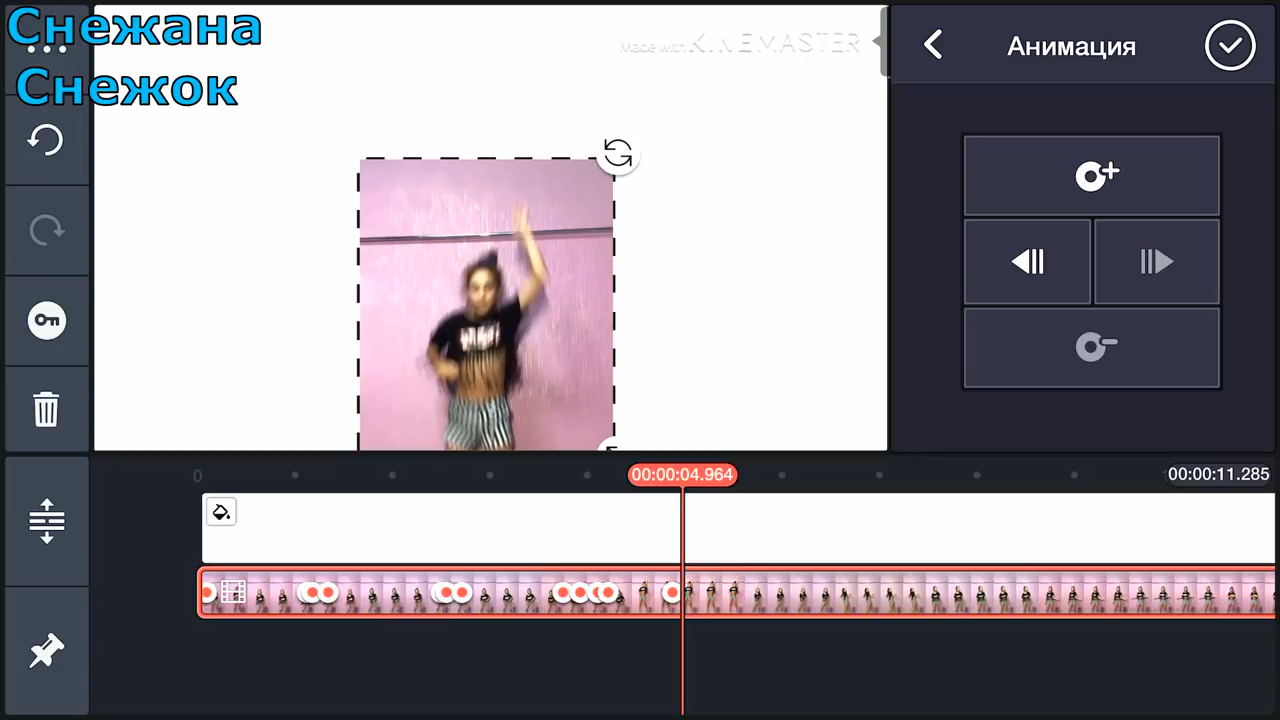 Снежана
Снежок
Made with KINEMASTER
Анимация
0
00:00:04.964
00:00:11.285